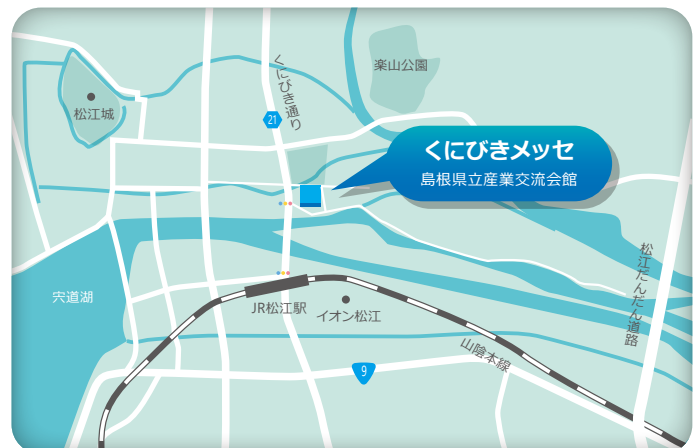 楽山公園
くにびき通り
松江城
21
くにびきメッセ
島根県立産業交流会館
松江だんだん道路
宍道湖
JR松江駅
イオン松江
山陰本線
9